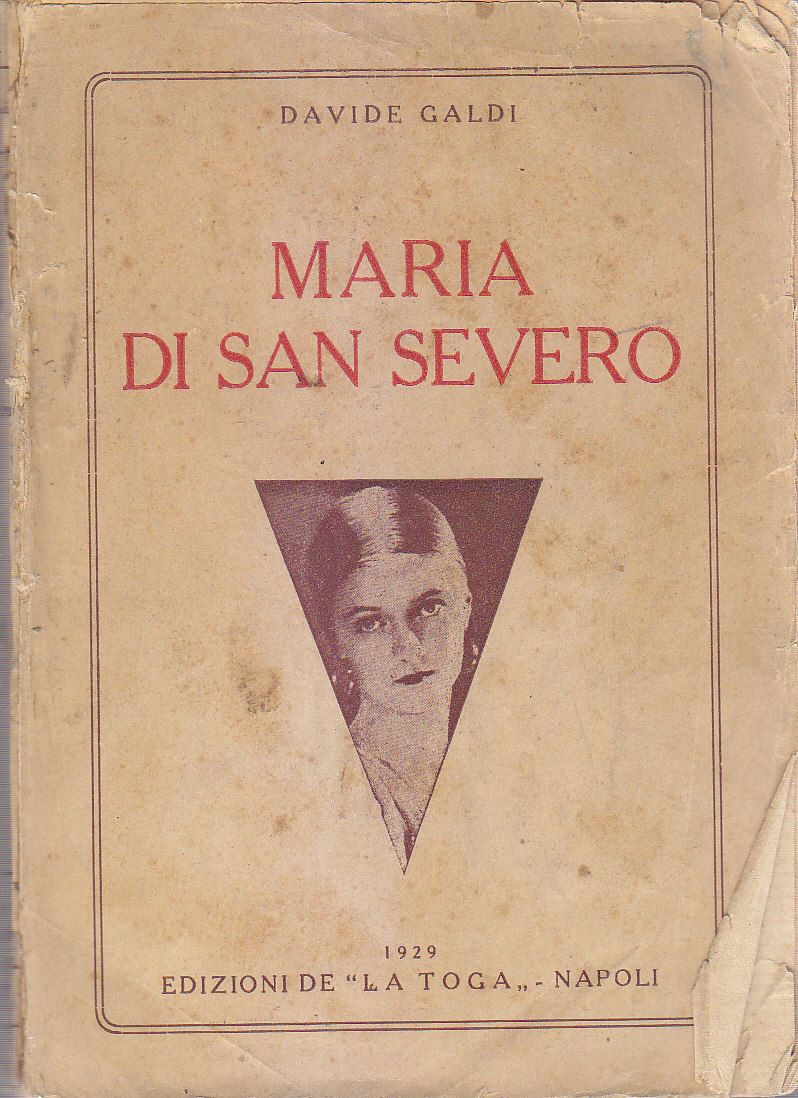 DAVIDE GALDI
MARIA
DI SAN SEVERO
1929
EDIZIONI DE "LA TOGA„ - NAPOLI